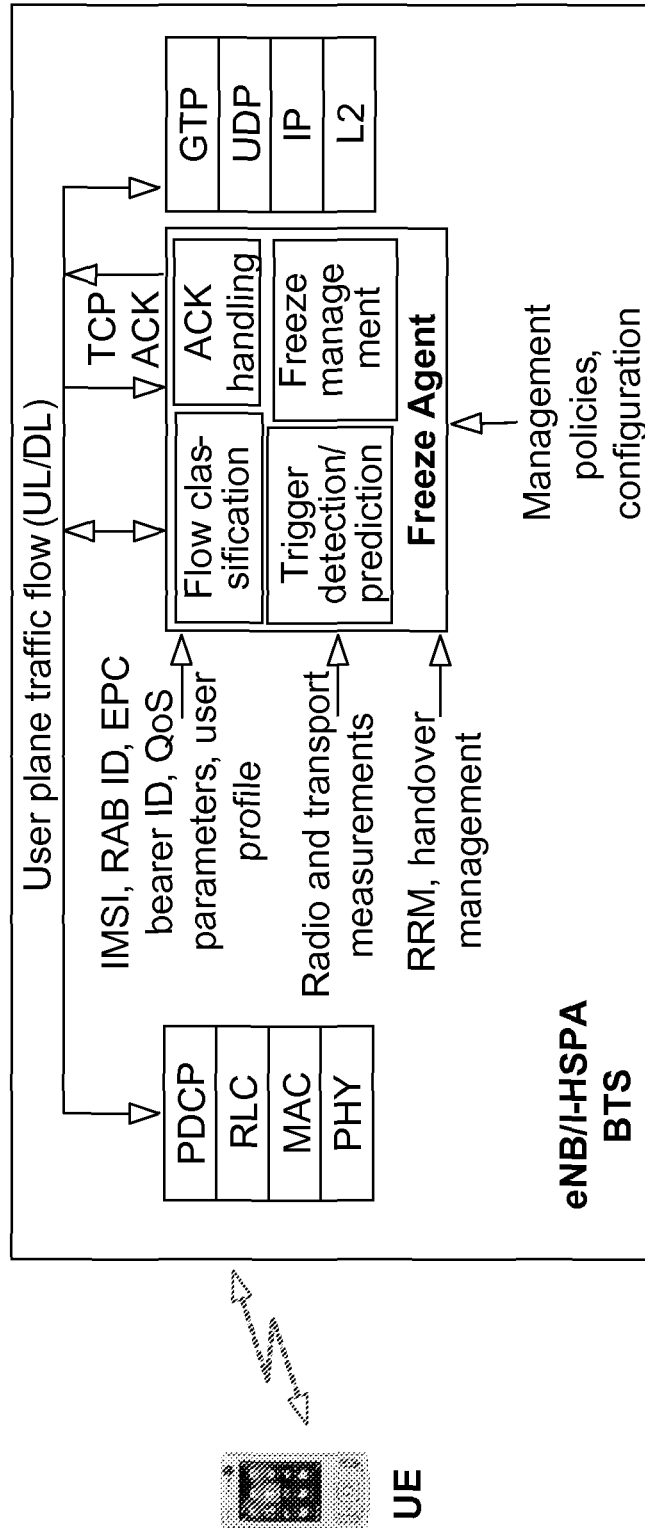 User plane traffic flow (UL/DL)
TCP
ACK
IMSI, RAB ID, EPC
bearer ID, QoS
parameters, user
profile
Radio and transport
measurements
RRM, handover
management
PDCP
RLC
MAC
PHY
Flow clas-
sification
ACK
handling
Trigger
detection/
prediction
Freeze
manage
ment
Freeze Agent
GTP
UDP
IP
L2
Management
policies,
configuration
eNB/I-HSPA
BTS
UE